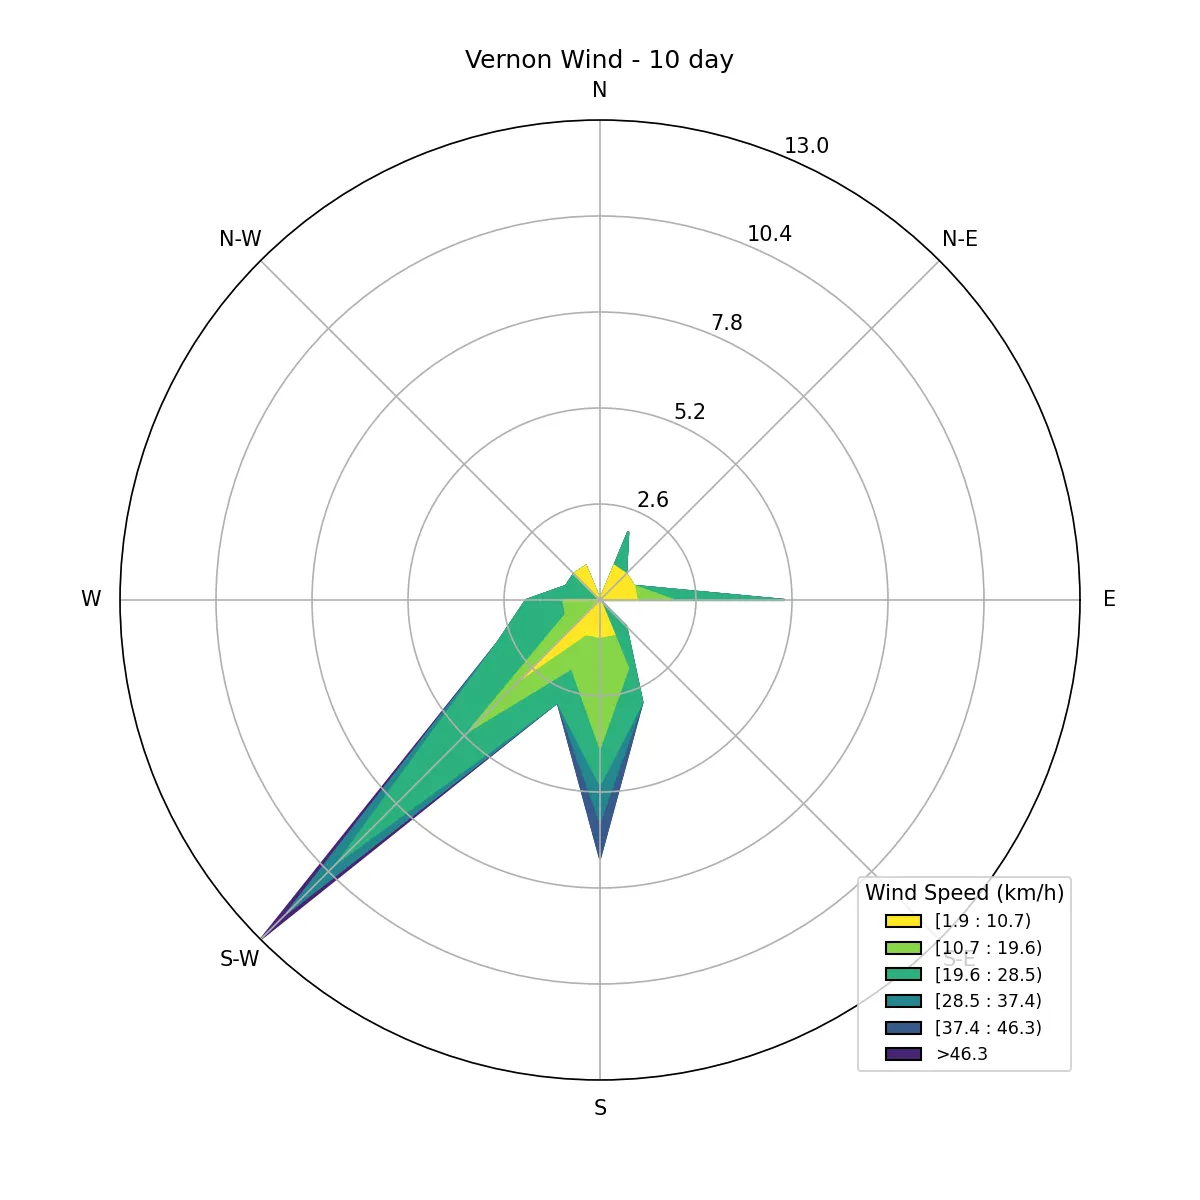 Vernon Wind - 10 day
N
13.0
N-W
N-E
10.4
7.8
5.2
2.6
W
E
S-W
S-E
S
Wind Speed (km/h)
[1.9 : 10.7)
[10.7 : 19.6)
[19.6 : 28.5)
[28.5 : 37.4)
[37.4 : 46.3)
>46.3